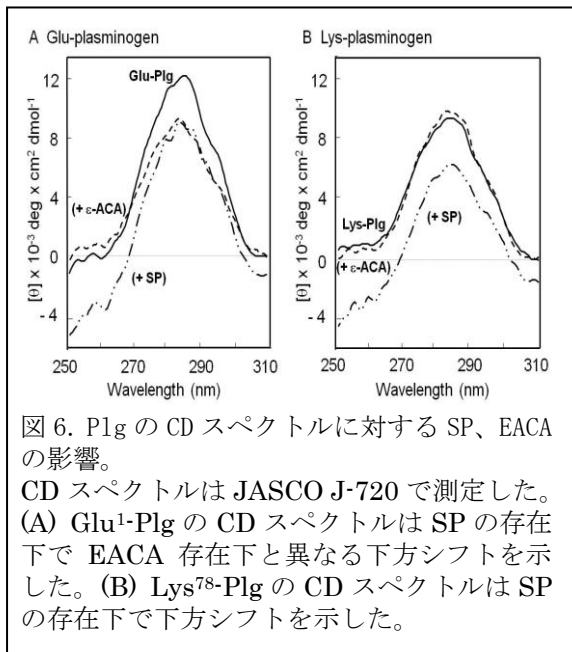 A Glu-plasminogen
B Lys-plasminogen
12
8
4
0
- 4
[θ] x 10⁻³ deg x cm² dmol⁻¹
Glu-Plg
(+ ε-ACA)
(+ SP)
250 270 290 310
Wavelength (nm)
12
8
4
0
- 4
Lys-Plg
(+ SP)
(+ ε-ACA)
250 270 290 310
Wavelength (nm)
図 6. Plg の CD スペクトルに対する SP、EACA
の影響。
CD スペクトルは JASCO J-720 で測定した。
(A) Glu¹-Plg の CD スペクトルは SP の存在
下で EACA 存在下と異なる下方シフトを示
した。(B) Lys⁷⁸-Plg の CD スペクトルは SP
の存在下で下方シフトを示した。